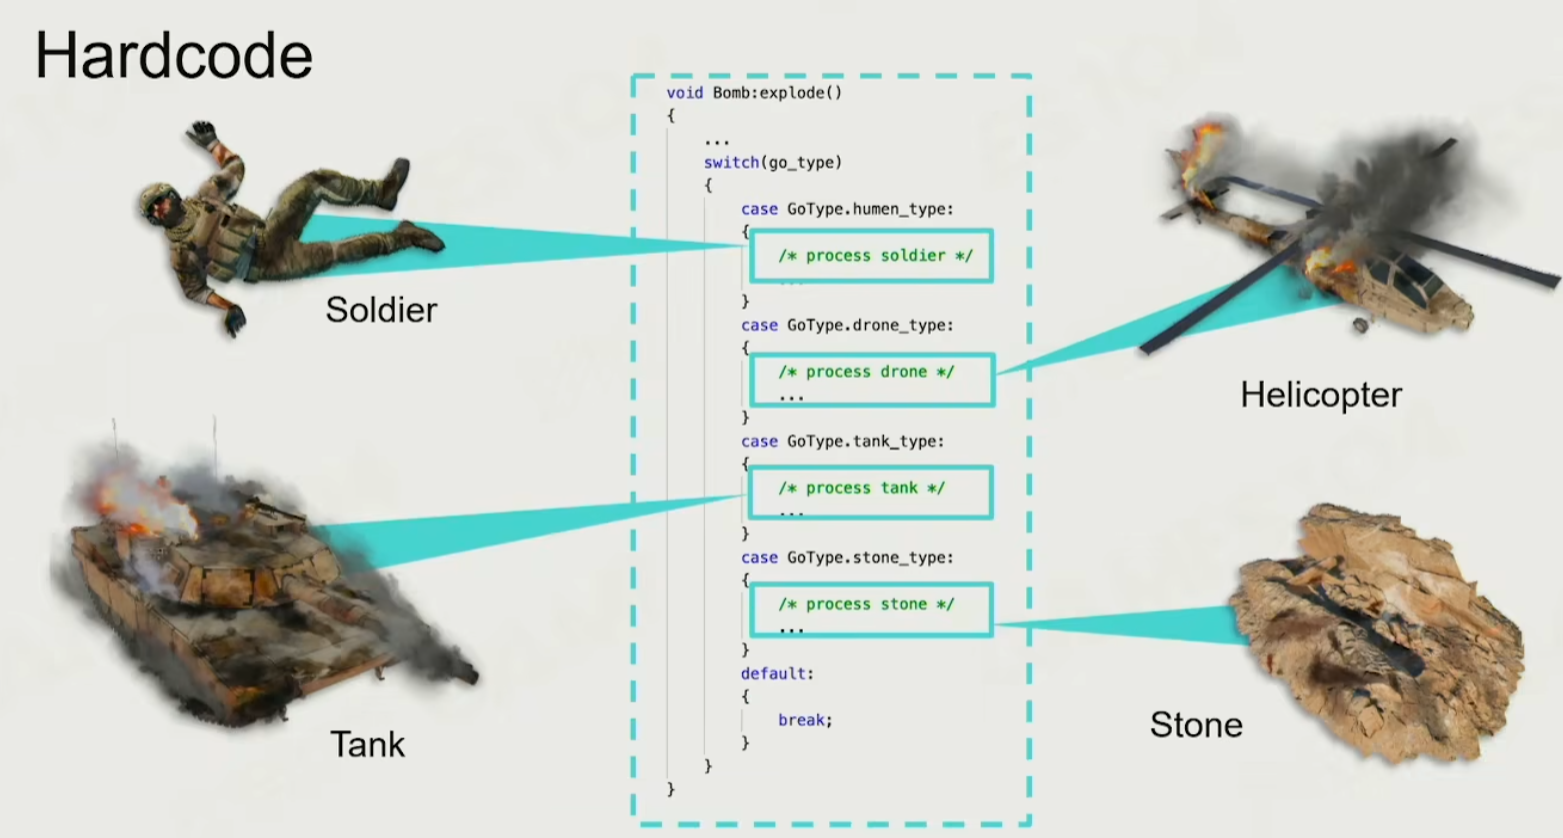 Hardcode
void Bomb:explode()
{
...
switch(go_type)
{
case GoType.humen_type:
{
/* process soldier */
...
}
case GoType.drone_type:
{
/* process drone */
...
}
case GoType.tank_type:
{
/* process tank */
...
}
case GoType.stone_type:
{
/* process stone */
...
}
default:
{
break;
}
}
}
Soldier
Helicopter
Tank
Stone